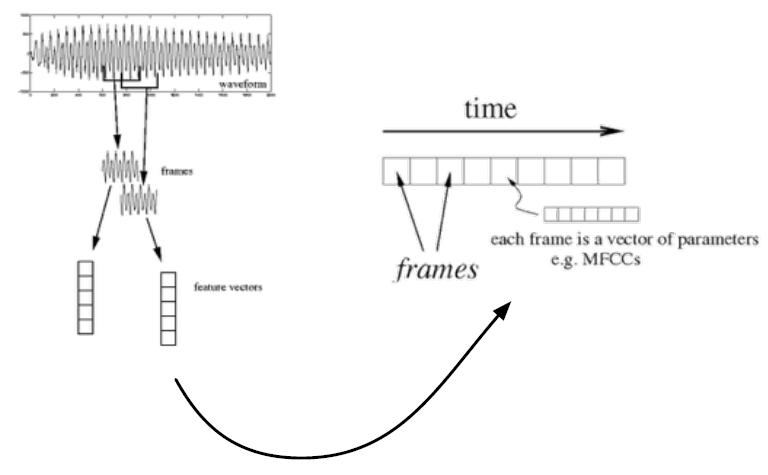 waveform
frames
feature vectors
time
frames
each frame is a vector of parameters
e.g. MFCCs